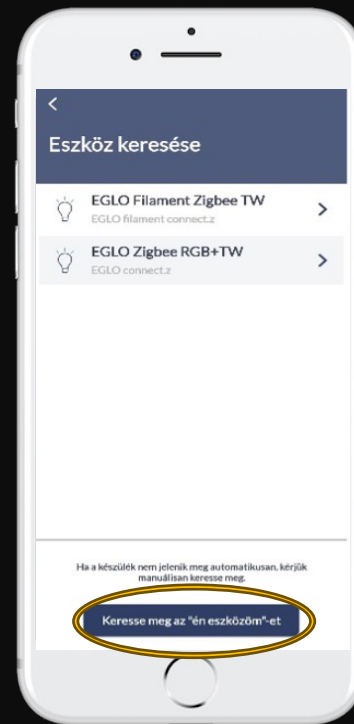 Eszköz keresése
EGLO Filament Zigbee TW
EGLO filament connect.z
EGLO Zigbee RGB+TW
EGLO connect.z
Ha a készülék nem jelenik meg automatikusan, kérjük
manuálisan keresse meg.
Keresse meg az "én eszközöm"-et